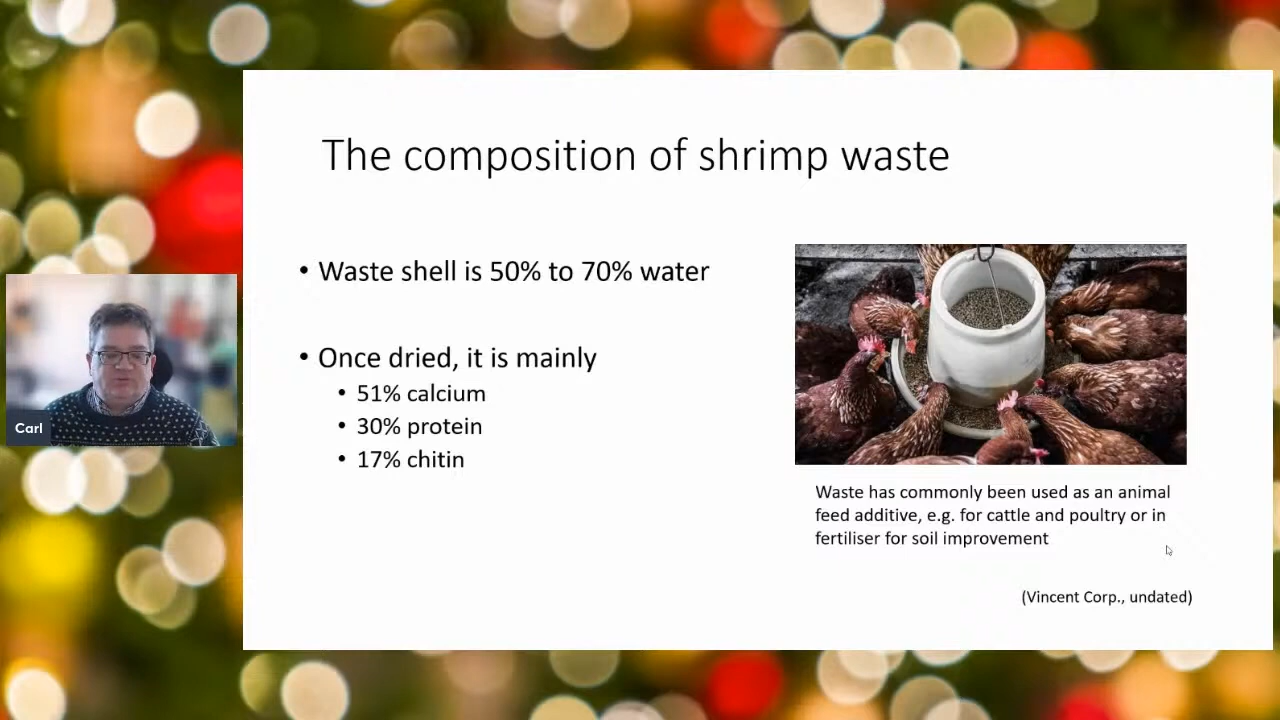 The composition of shrimp waste
• Waste shell is 50% to 70% water
• Once dried, it is mainly
• 51% calcium
• 30% protein
• 17% chitin
Waste has commonly been used as an animal
feed additive, e.g. for cattle and poultry or in
fertiliser for soil improvement
(Vincent Corp., undated)
Carl